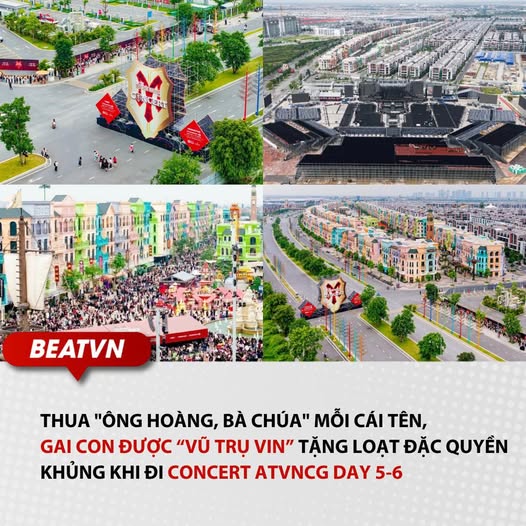 CONCERT
BEATVN
THUA "ÔNG HOÀNG, BÀ CHÚA" MỖI CÁI TÊN,
GAI CON ĐƯỢC “VŨ TRỤ VIN” TẶNG LOẠT ĐẶC QUYỀN
KHỦNG KHI ĐI CONCERT ATVNCG DAY 5-6